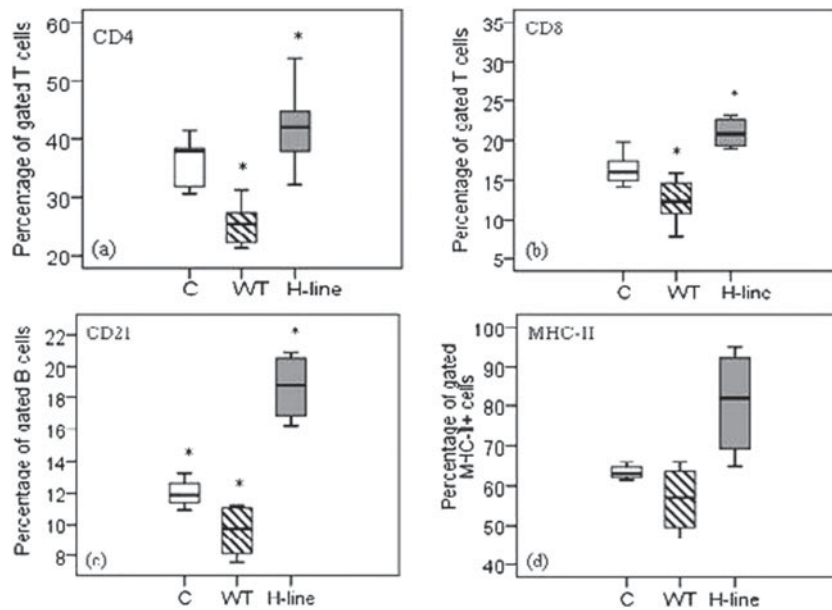 CD4
Percentage of gated T cells
60
50
40
30
20
(a)
*
*
C WT H-line
CD8
Percentage of gated T cells
35
30
25
20
15
10
5
(b)
*
*
C WT H-line
CD21
Percentage of gated B cells
22
20
18
16
14
12
10
8
(c)
*
*
*
C WT H-line
MHC-II
Percentage of gated
MHC-II+ cells
100
90
80
70
60
50
40
(d)
C WT H-line